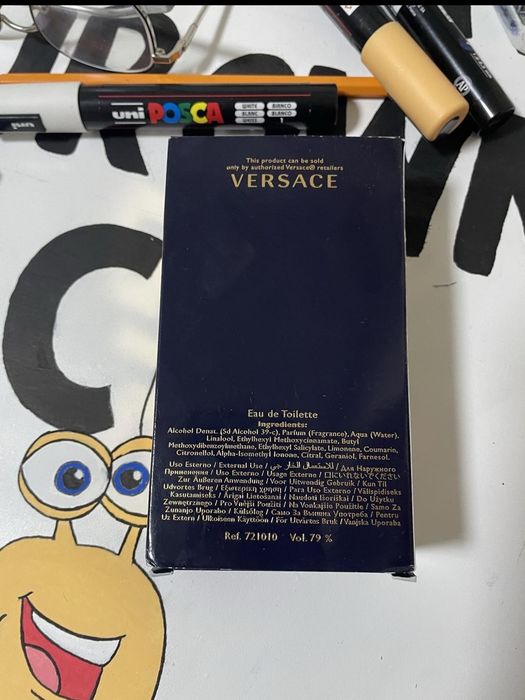 uni POSCA
WHITE BIANCO
BLANC BLANCO
WEISS
uni
AP
This product can be sold
only by authorized Versace® retailers
VERSACE
Eau de Toilette
Ingredients:
Alcohol Denat. (Sd Alcohol 39-c), Parfum (Fragrance), Aqua (Water).
Linalool, Ethylhexyl Methoxycinnamate, Butyl
Methoxydibenzoylmethane, Ethylhexyl Salicylate, Limonene, Coumarin,
Citronellol, Alpha-Isomethyl Ionone, Citral, Geraniol, Farnesol.
Uso Esterno / External Use / للاستعمال الخارجي / Для Наружного
Применения / Uso Externo / Usage Externe / 口にいれないでください
Zur Äußeren Anwendung / Voor Uitwendig Gebruik / Kun Til
Udvortes Brug / Εξωτερική χρήση / Para Uso Externo / Välispidiseks
Kasutamiseks / Ārīgai Lietošanai / Naudoti Išoriškai / Do Użytku
Zewnętrznego / Pro Vnější Použití / Na Vonkajšie Použitie / Samo Za
Zunanjo Uporabo / Külsőleg / Само За Външна Употреба / Pentru
Uz Extern / Ulkoiseen Käyttöön / För Utvärtes Bruk / Vanjska Uporaba
Ref. 721010 Vol. 79 %